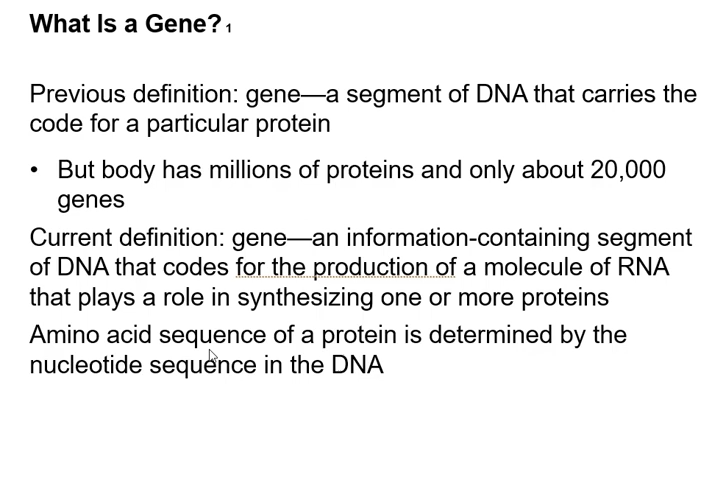 What Is a Gene? 1
Previous definition: gene—a segment of DNA that carries the
code for a particular protein
• But body has millions of proteins and only about 20,000
genes
Current definition: gene—an information-containing segment
of DNA that codes for the production of a molecule of RNA
that plays a role in synthesizing one or more proteins
Amino acid sequence of a protein is determined by the
nucleotide sequence in the DNA